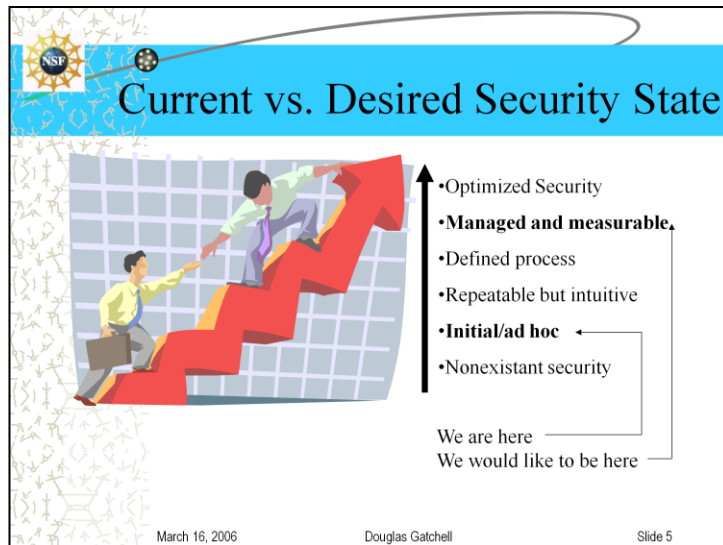 NSF
Current vs. Desired Security State
•Optimized Security
•Managed and measurable
•Defined process
•Repeatable but intuitive
•Initial/ad hoc
•Nonexistant security
We are here
We would like to be here
March 16, 2006
Douglas Gatchell
Slide 5